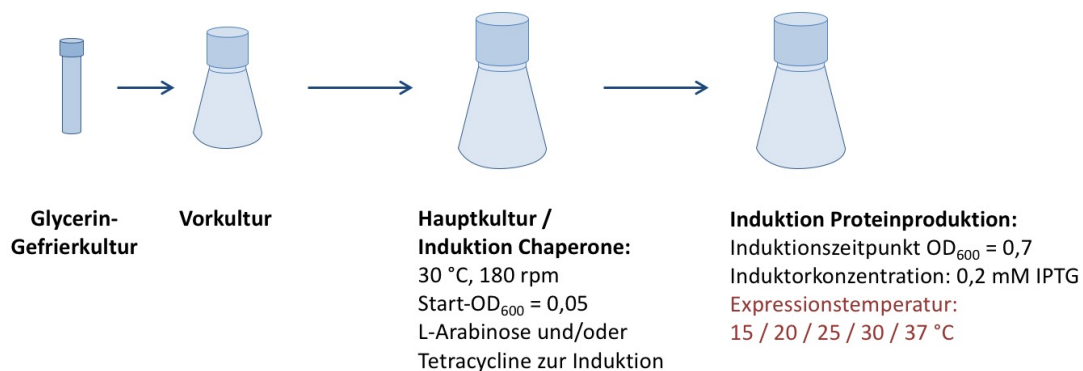 Glycerin-
Gefrierkultur
Vorkultur
Hauptkultur /
Induktion Chaperone:
30 °C, 180 rpm
Start-OD₆₀₀ = 0,05
L-Arabinose und/oder
Tetracycline zur Induktion
Induktion Proteinproduktion:
Induktionszeitpunkt OD₆₀₀ = 0,7
Induktorkonzentration: 0,2 mM IPTG
Expressionstemperatur:
15 / 20 / 25 / 30 / 37 °C